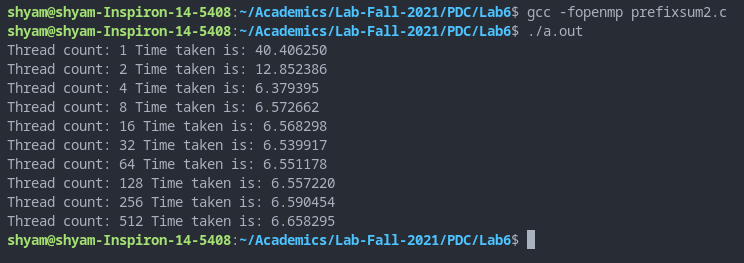 shyam@shyam-Inspiron-14-5408:~/Academics/Lab-Fall-2021/PDC/Lab6$ gcc -fopenmp prefixsum2.c
shyam@shyam-Inspiron-14-5408:~/Academics/Lab-Fall-2021/PDC/Lab6$ ./a.out
Thread count: 1 Time taken is: 40.406250
Thread count: 2 Time taken is: 12.852386
Thread count: 4 Time taken is: 6.379395
Thread count: 8 Time taken is: 6.572662
Thread count: 16 Time taken is: 6.568298
Thread count: 32 Time taken is: 6.539917
Thread count: 64 Time taken is: 6.551178
Thread count: 128 Time taken is: 6.557220
Thread count: 256 Time taken is: 6.590454
Thread count: 512 Time taken is: 6.658295
shyam@shyam-Inspiron-14-5408:~/Academics/Lab-Fall-2021/PDC/Lab6$